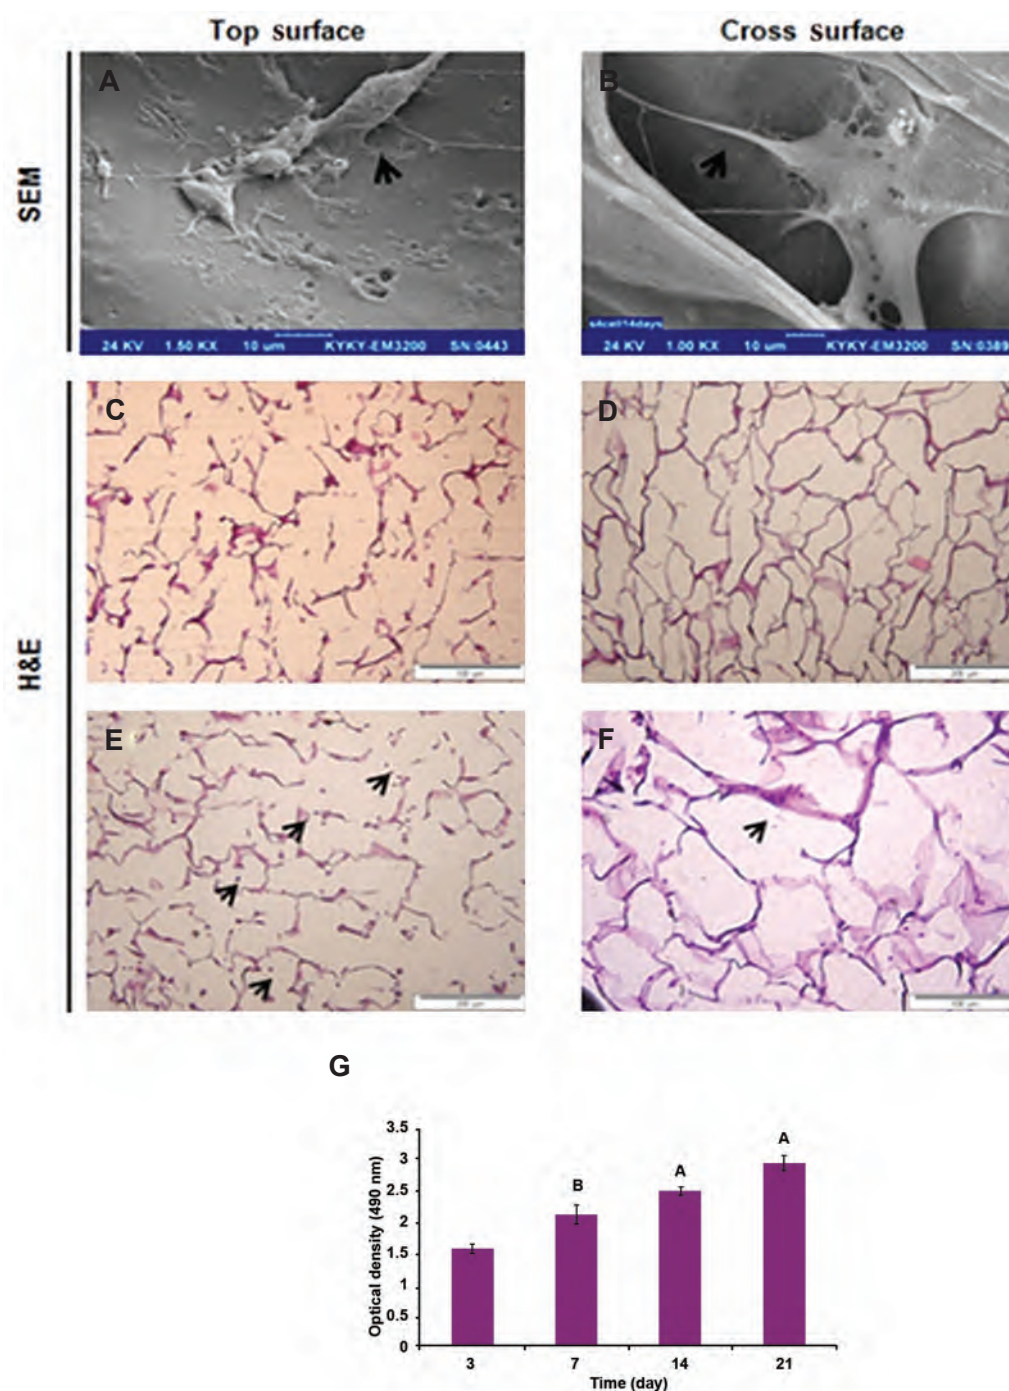 Top surface
Cross surface
SEM
A
B
24 KV 1.50 KX 10 um KYKY-EM3200 SN:0443
s4cell14days
24 KV 1.00 KX 10 um KYKY-EM3200 SN:0389
H&E
C
D
E
F
G
Optical density (490 nm)
3.5
3
2.5
2
1.5
1
0.5
0
B
A
A
3 7 14 21
Time (day)